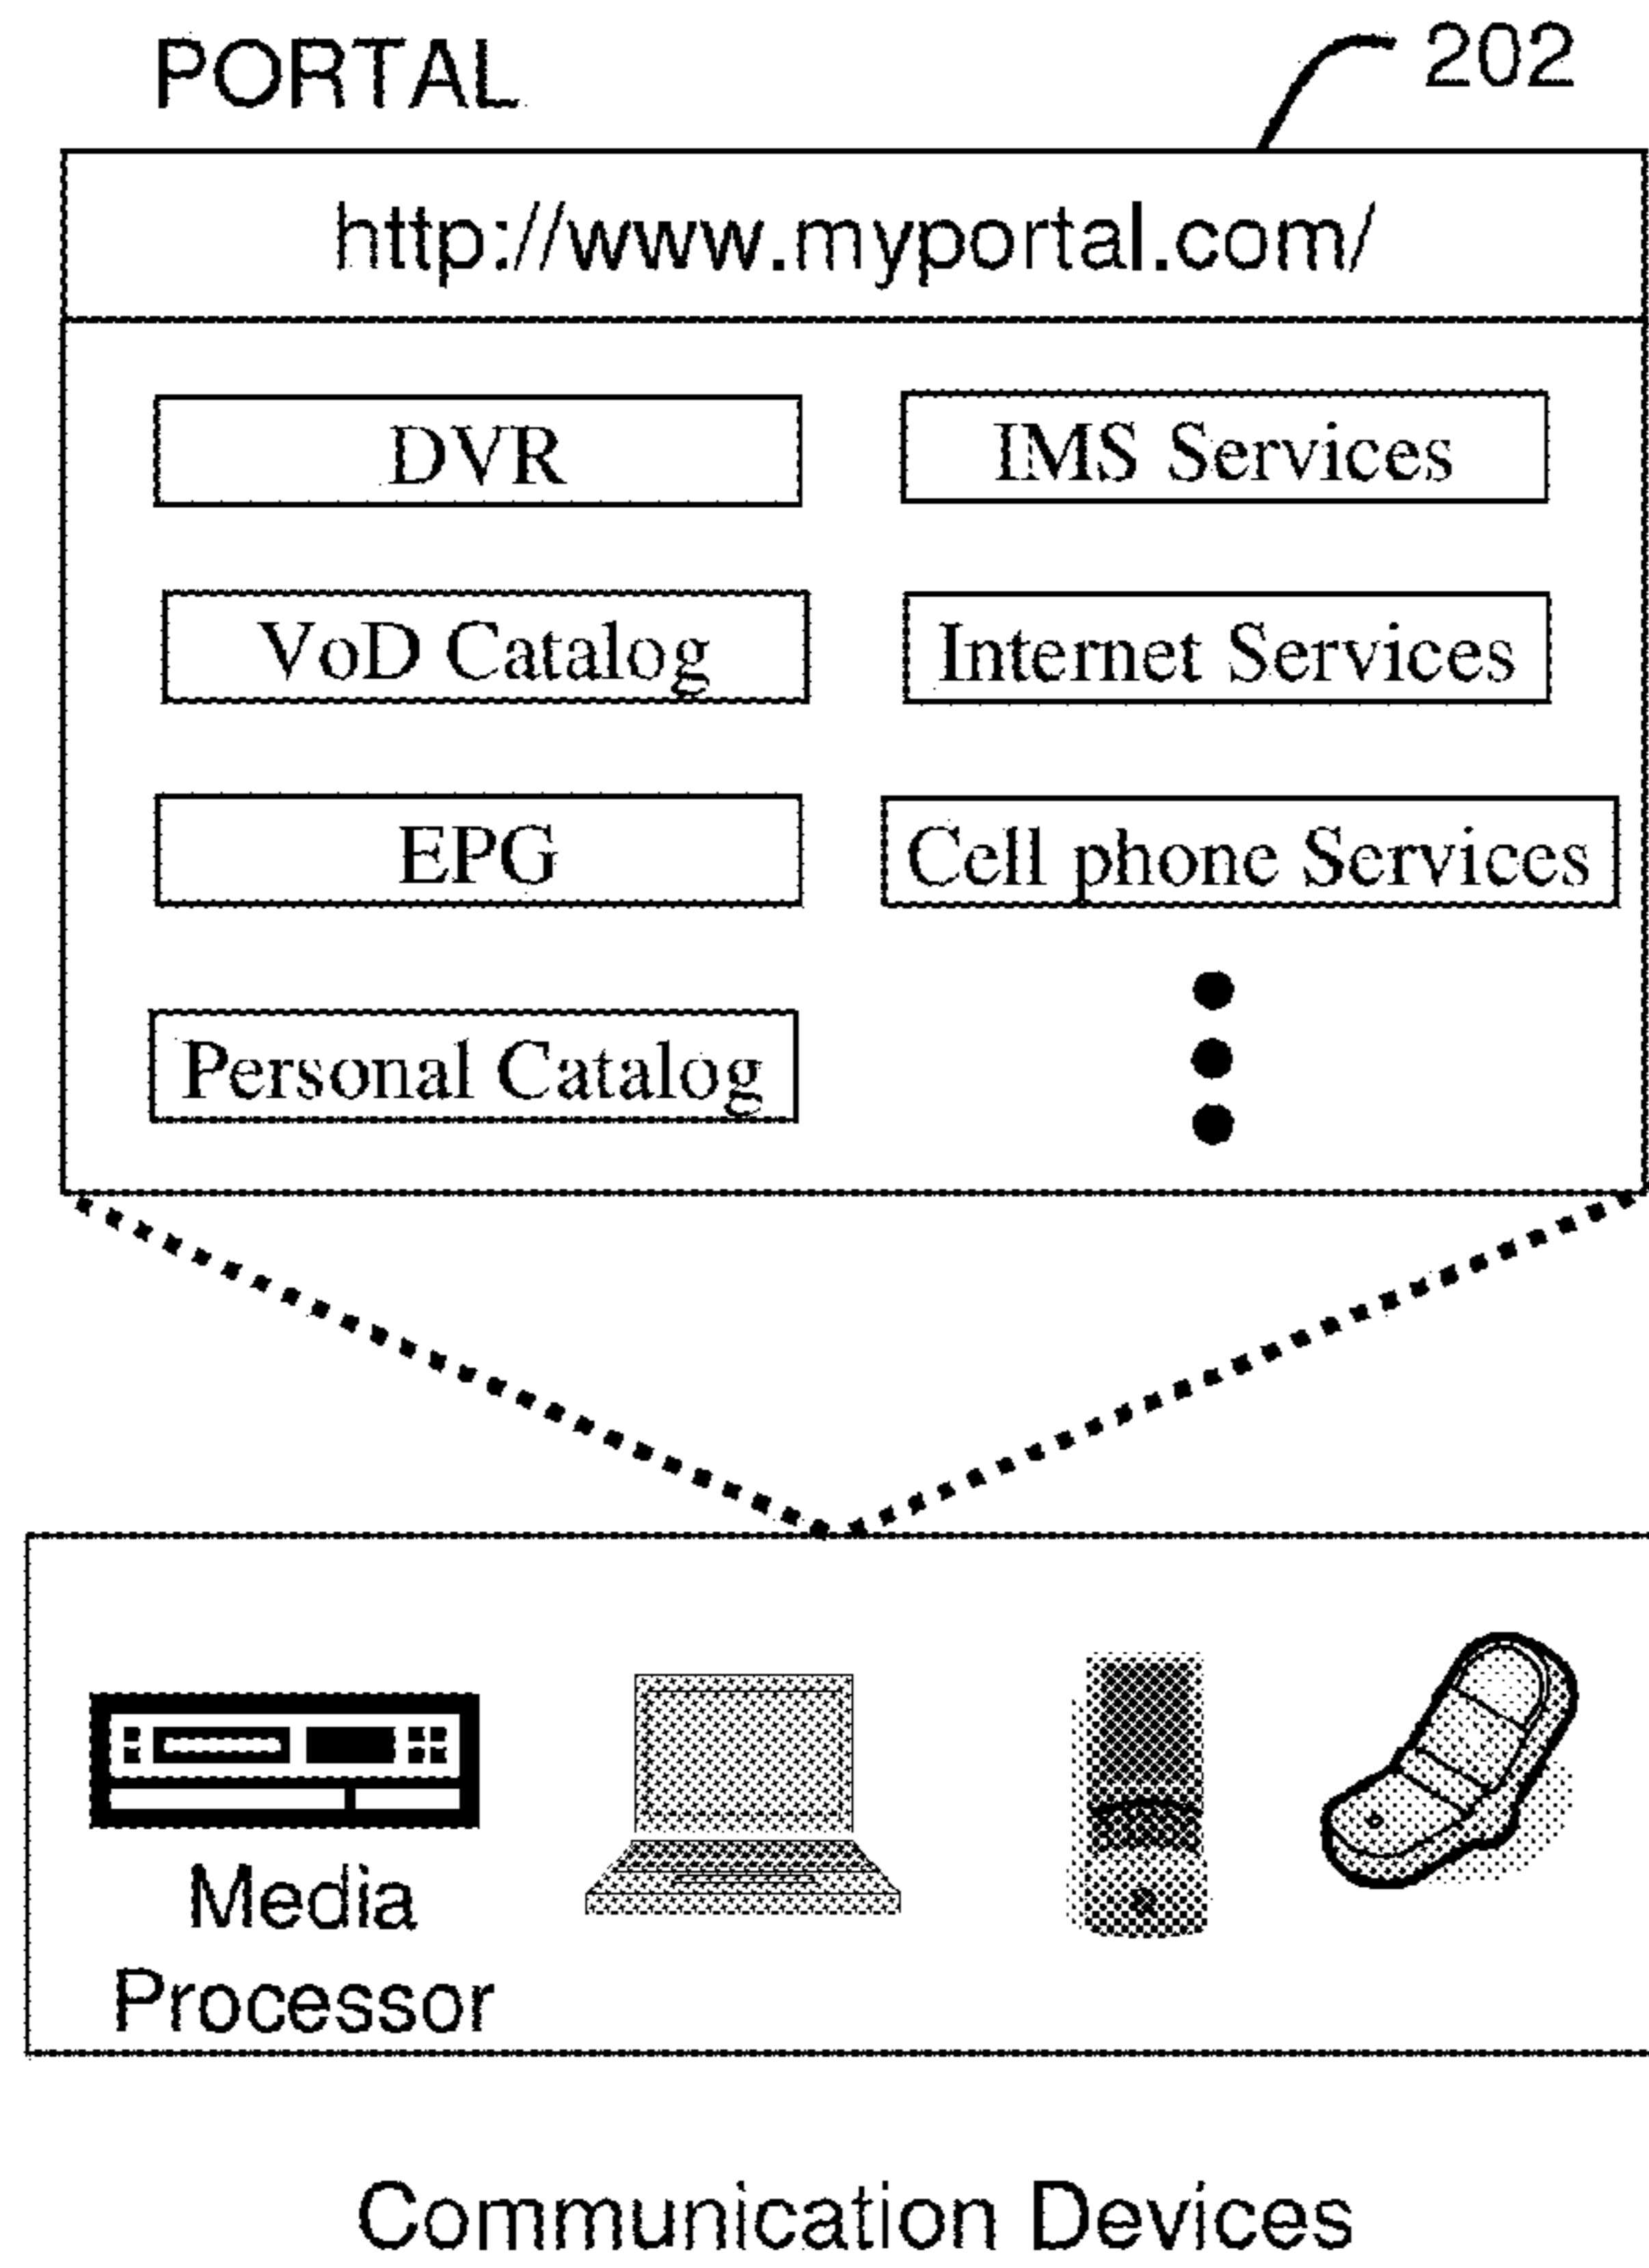 PORTAL
202
http://www.myportal.com/
DVR
IMS Services
VoD Catalog
Internet Services
EPG
Cell phone Services
Personal Catalog
Media
Processor
Communication Devices